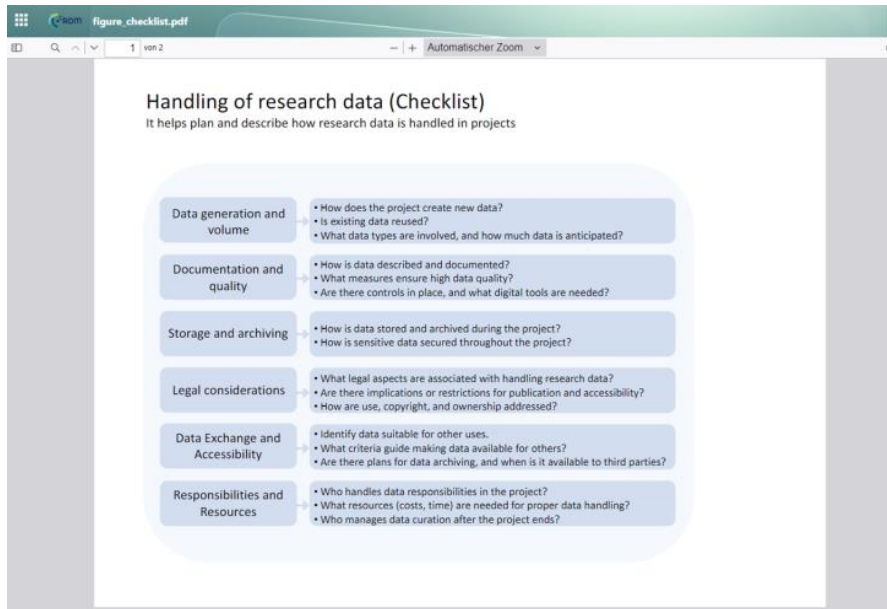 figure_checklist.pdf
1 von 2
Automatischer Zoom
Handling of research data (Checklist)
It helps plan and describe how research data is handled in projects
Data generation and
volume
• How does the project create new data?
• Is existing data reused?
• What data types are involved, and how much data is anticipated?
Documentation and
quality
• How is data described and documented?
• What measures ensure high data quality?
• Are there controls in place, and what digital tools are needed?
Storage and archiving
• How is data stored and archived during the project?
• How is sensitive data secured throughout the project?
Legal considerations
• What legal aspects are associated with handling research data?
• Are there implications or restrictions for publication and accessibility?
• How are use, copyright, and ownership addressed?
Data Exchange and
Accessibility
• Identify data suitable for other uses.
• What criteria guide making data available for others?
• Are there plans for data archiving, and when is it available to third parties?
Responsibilities and
Resources
• Who handles data responsibilities in the project?
• What resources (costs, time) are needed for proper data handling?
• Who manages data curation after the project ends?